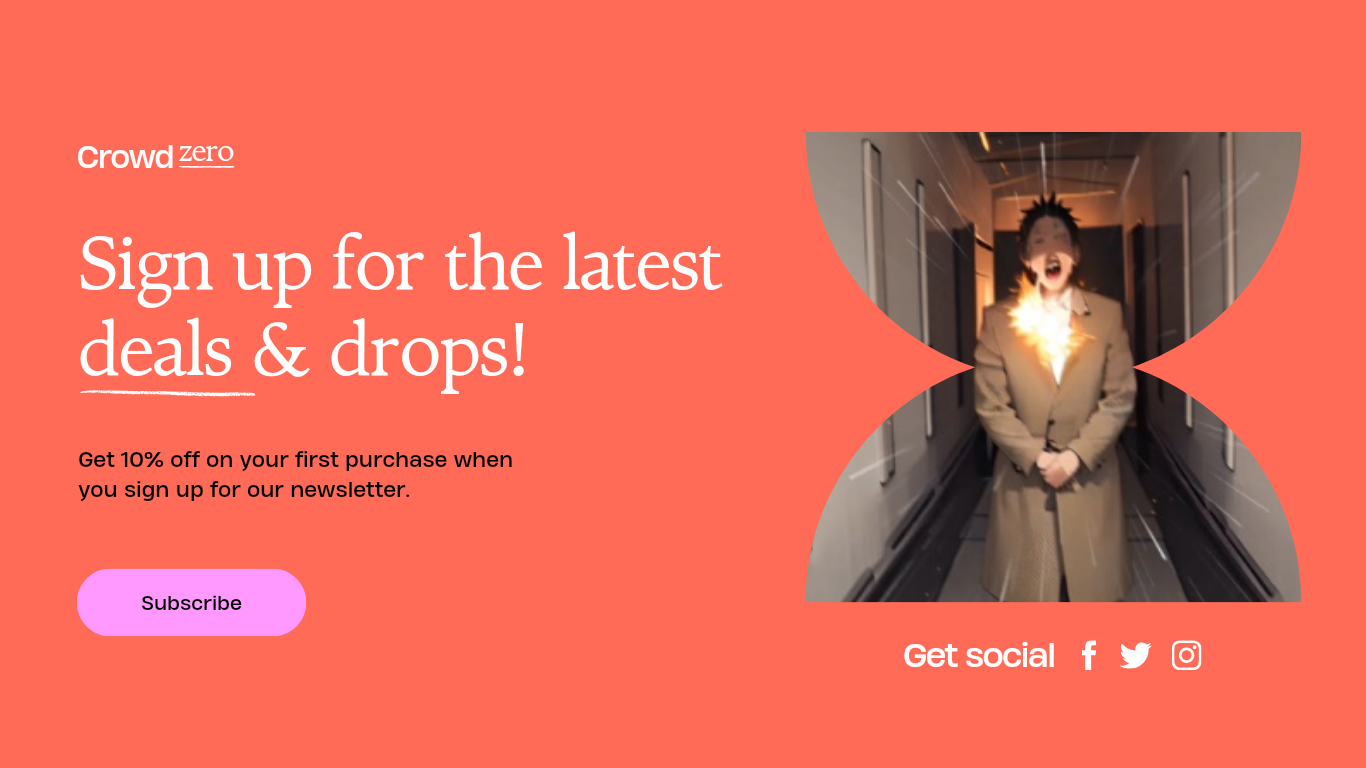 Crowd zero
Sign up for the latest
deals & drops!
Get 10% off on your first purchase when
you sign up for our newsletter.
Subscribe
Get social